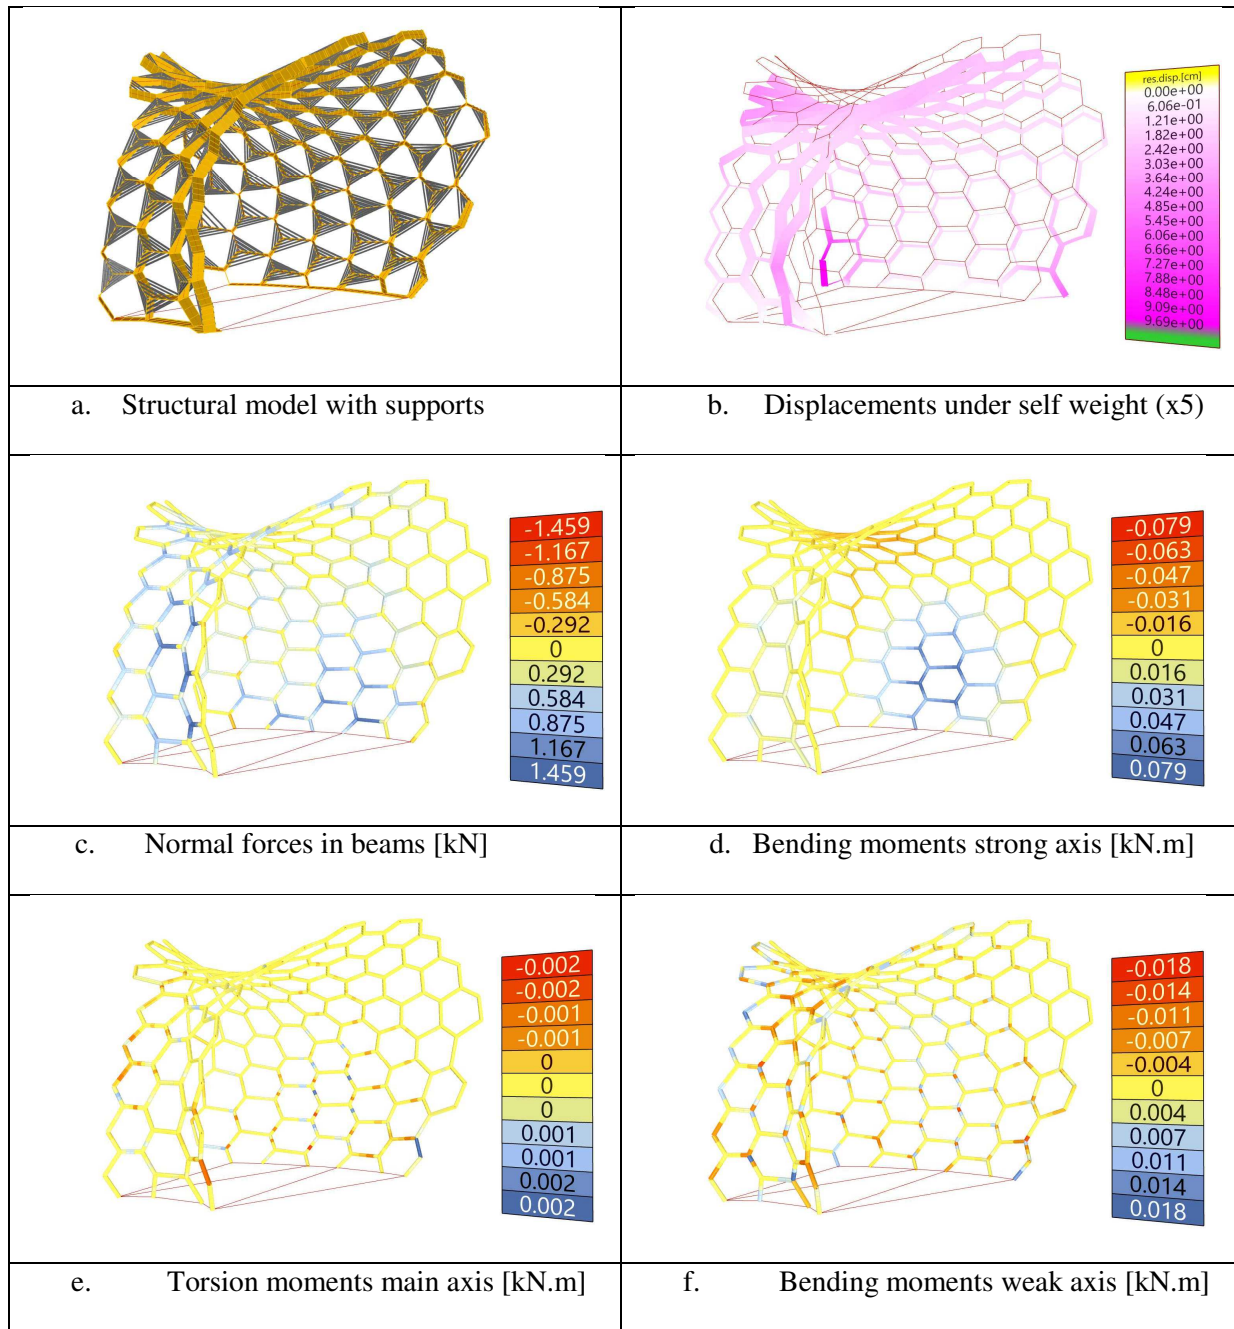 res.disp.[cm]
0.00e+00
6.06e-01
1.21e+00
1.82e+00
2.42e+00
3.03e+00
3.64e+00
4.24e+00
4.85e+00
5.45e+00
6.06e+00
6.66e+00
7.27e+00
7.88e+00
8.48e+00
9.09e+00
9.69e+00
a. Structural model with supports
b. Displacements under self weight (x5)
-1.459
-1.167
-0.875
-0.584
-0.292
0
0.292
0.584
0.875
1.167
1.459
-0.079
-0.063
-0.047
-0.031
-0.016
0
0.016
0.031
0.047
0.063
0.079
c. Normal forces in beams [kN]
d. Bending moments strong axis [kN.m]
-0.002
-0.002
-0.001
-0.001
0
0
0
0.001
0.001
0.002
0.002
-0.018
-0.014
-0.011
-0.007
-0.004
0
0.004
0.007
0.011
0.014
0.018
e. Torsion moments main axis [kN.m]
f. Bending moments weak axis [kN.m]